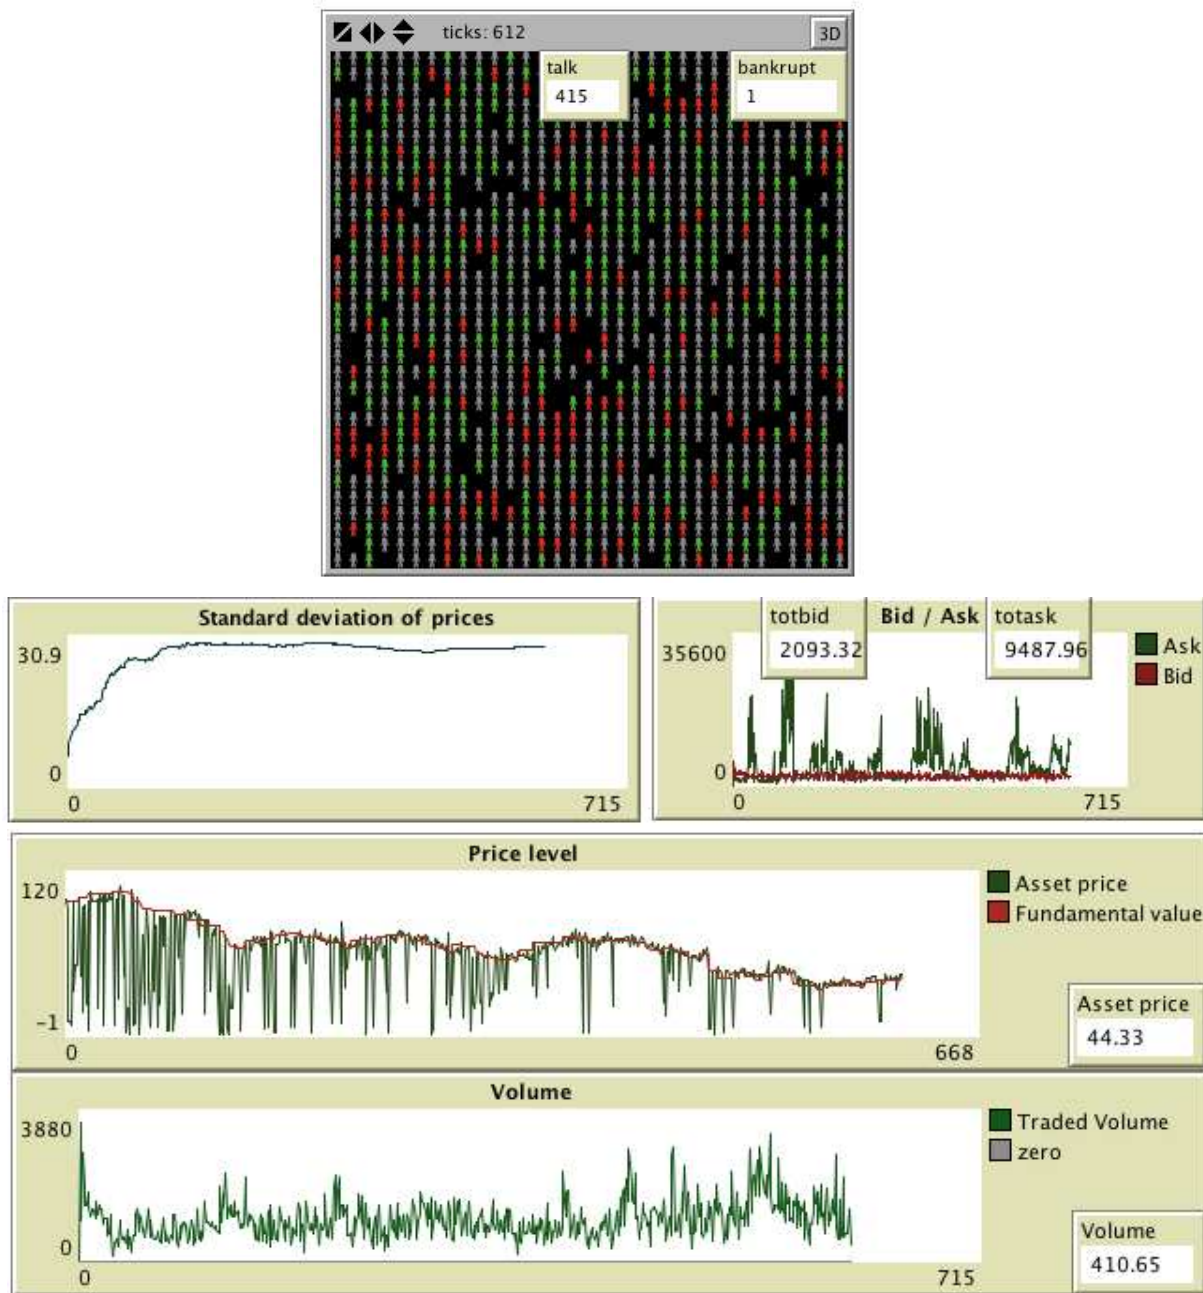 ticks: 612
3D
talk
415
bankrupt
1
Standard deviation of prices
30.9
0
0
715
totbid
2093.32
Bid / Ask
totask
9487.96
35600
0
0
715
Ask
Bid
Price level
120
-1
0
668
Asset price
Fundamental value
Asset price
44.33
Volume
3880
0
0
715
Traded Volume
zero
Volume
410.65